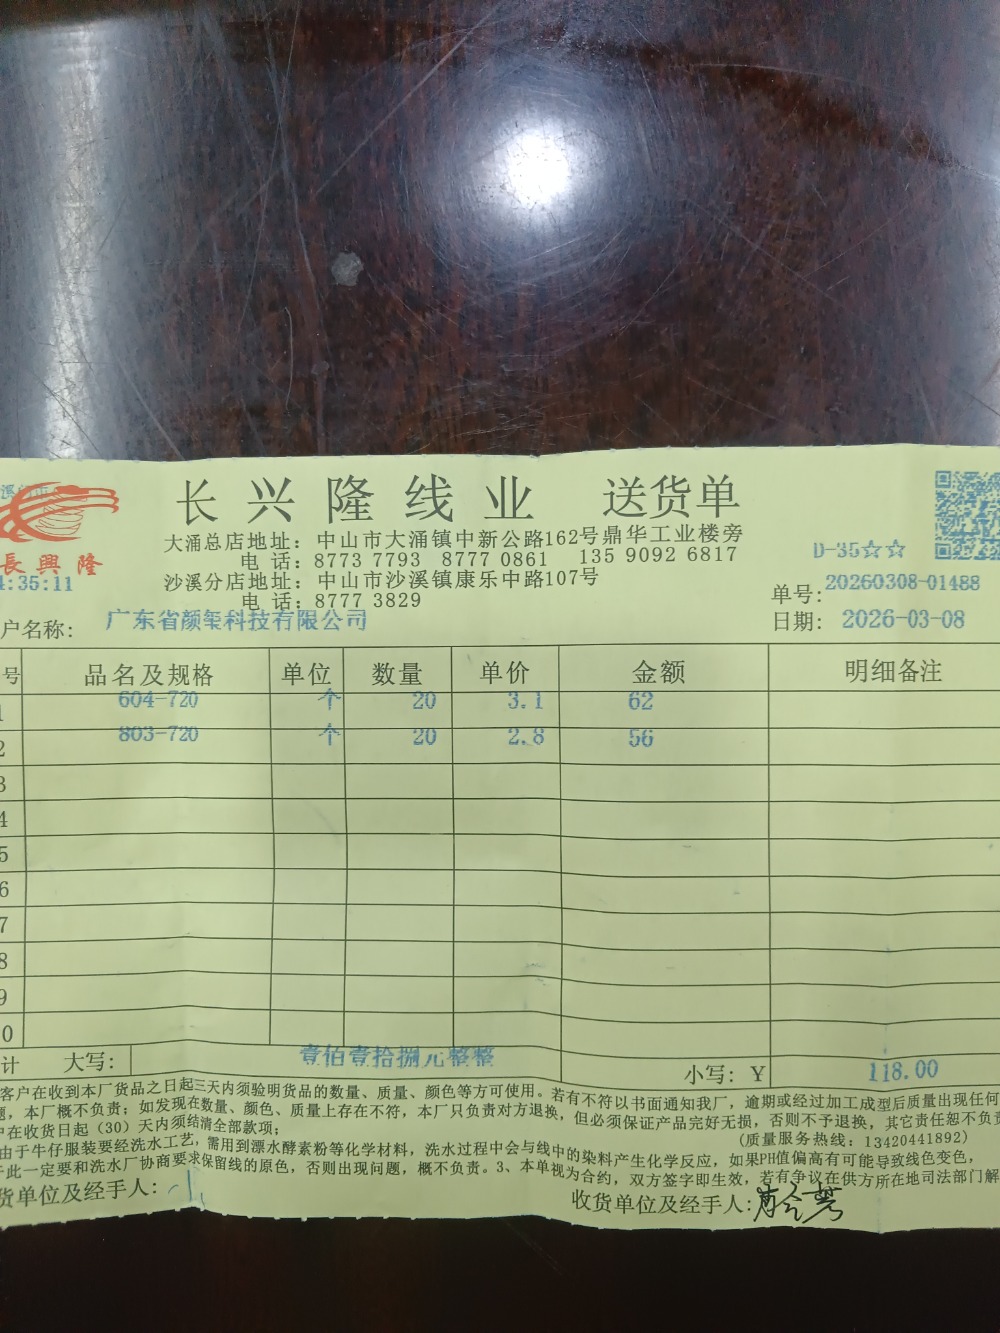 长兴隆线业 送货单
大涌总店地址：中山市大涌镇中新公路162号鼎华工业楼旁
电 话：8773 7793 8777 0861 135 9092 6817
D-35☆☆
沙溪分店地址：中山市沙溪镇康乐中路107号
長興隆
4:35:11
单号：20260308-01488
电 话：8777 3829
户名称： 广东省颜玺科技有限公司
日期： 2026-03-08
号 品名及规格 单位 数量 单价 金额 明细备注
1 604-720 个 20 3.1 62
2 803-720 个 20 2.8 56
3
4
5
6
7
8
9
0
计 大写： 壹佰壹拾捌元整整
小写：Y 118.00
客户在收到本厂货品之日起三天内须验明货品的数量、质量、颜色等方可使用。若有不符以书面通知我厂，逾期或经过加工成型后质量出现任何
题，本厂概不负责；如发现在数量、颜色、质量上存在不符，本厂只负责对方退换，但必须保证产品完好无损，否则不予退换，其它责任恕不负责
户在收货日起（30）天内须结清全部款项；
(质量服务热线：13420441892)
由于牛仔服装要经洗水工艺，需用到漂水酵素粉等化学材料，洗水过程中会与线中的染料产生化学反应，如果PH值偏高有可能导致线色变色，
于此一定要和洗水厂协商要求保留线的原色，否则出现问题，概不负责。3、本单视为合约，双方签字即生效，若有争议在供方所在地司法部门解
货单位及经手人：
收货单位及经手人：